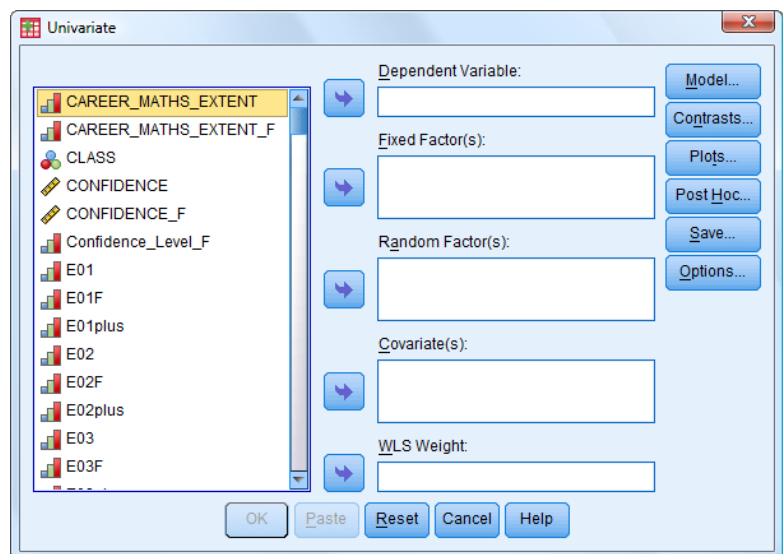 Univariate
CAREER_MATHS_EXTENT
CAREER_MATHS_EXTENT_F
CLASS
CONFIDENCE
CONFIDENCE_F
Confidence_Level_F
E01
E01F
E01plus
E02
E02F
E02plus
E03
E03F
Dependent Variable:
Fixed Factor(s):
Random Factor(s):
Covariate(s):
WLS Weight:
Model...
Contrasts...
Plots...
Post Hoc...
Save...
Options...
OK
Paste
Reset
Cancel
Help